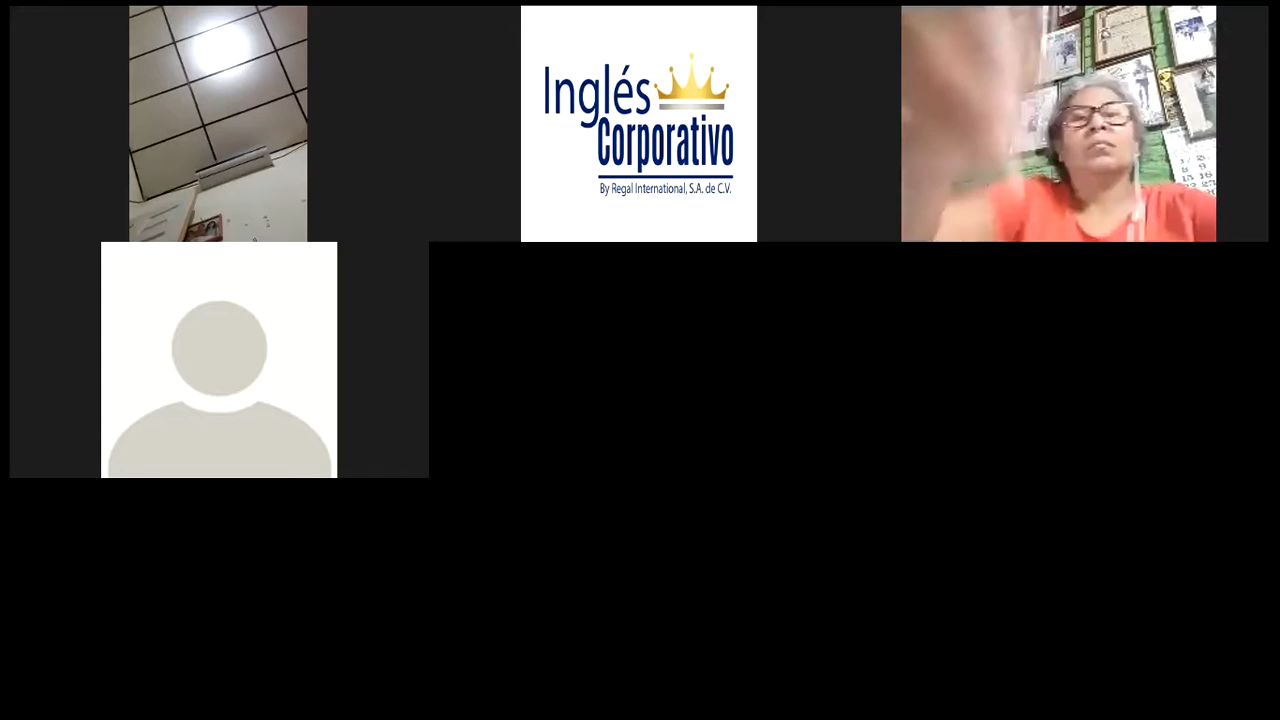 Inglés
Corporativo
By Regal International, S.A. de C.V.